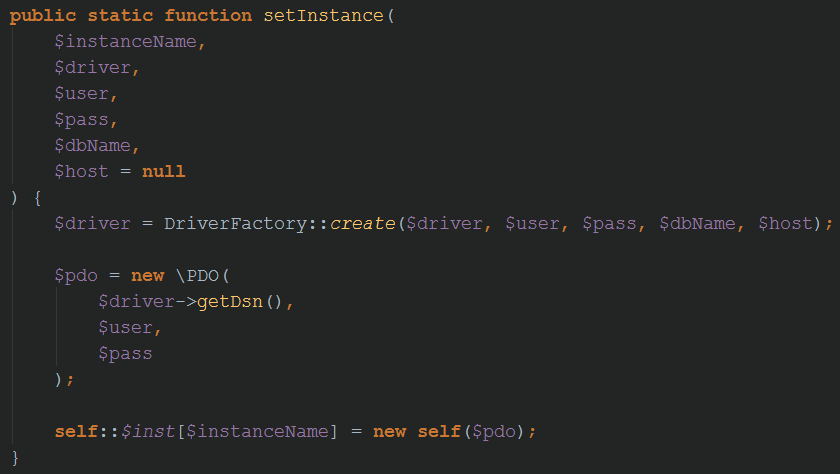 public static function setInstance(
    $instanceName,
    $driver,
    $user,
    $pass,
    $dbName,
    $host = null
) {
    $driver = DriverFactory::create($driver, $user, $pass, $dbName, $host);

    $pdo = new \PDO(
        $driver->getDsn(),
        $user,
        $pass
    );

    self::$inst[$instanceName] = new self($pdo);
}